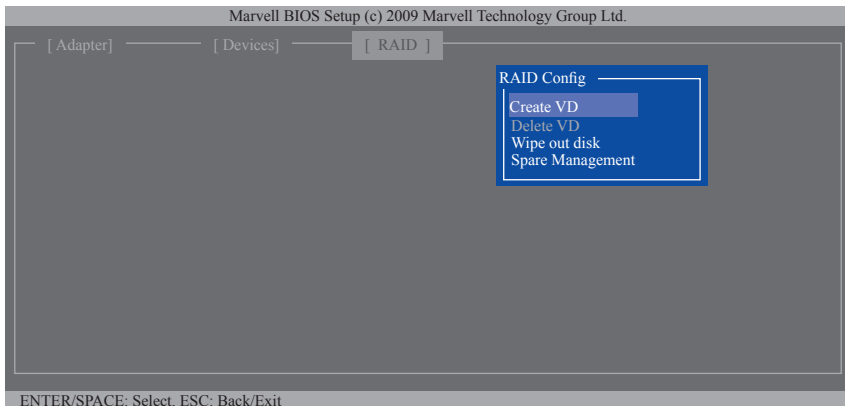 Marvell BIOS Setup (c) 2009 Marvell Technology Group Ltd.
[ Adapter] [ Devices] [ RAID ]
RAID Config
Create VD
Delete VD
Wipe out disk
Spare Management
ENTER/SPACE: Select, ESC: Back/Exit